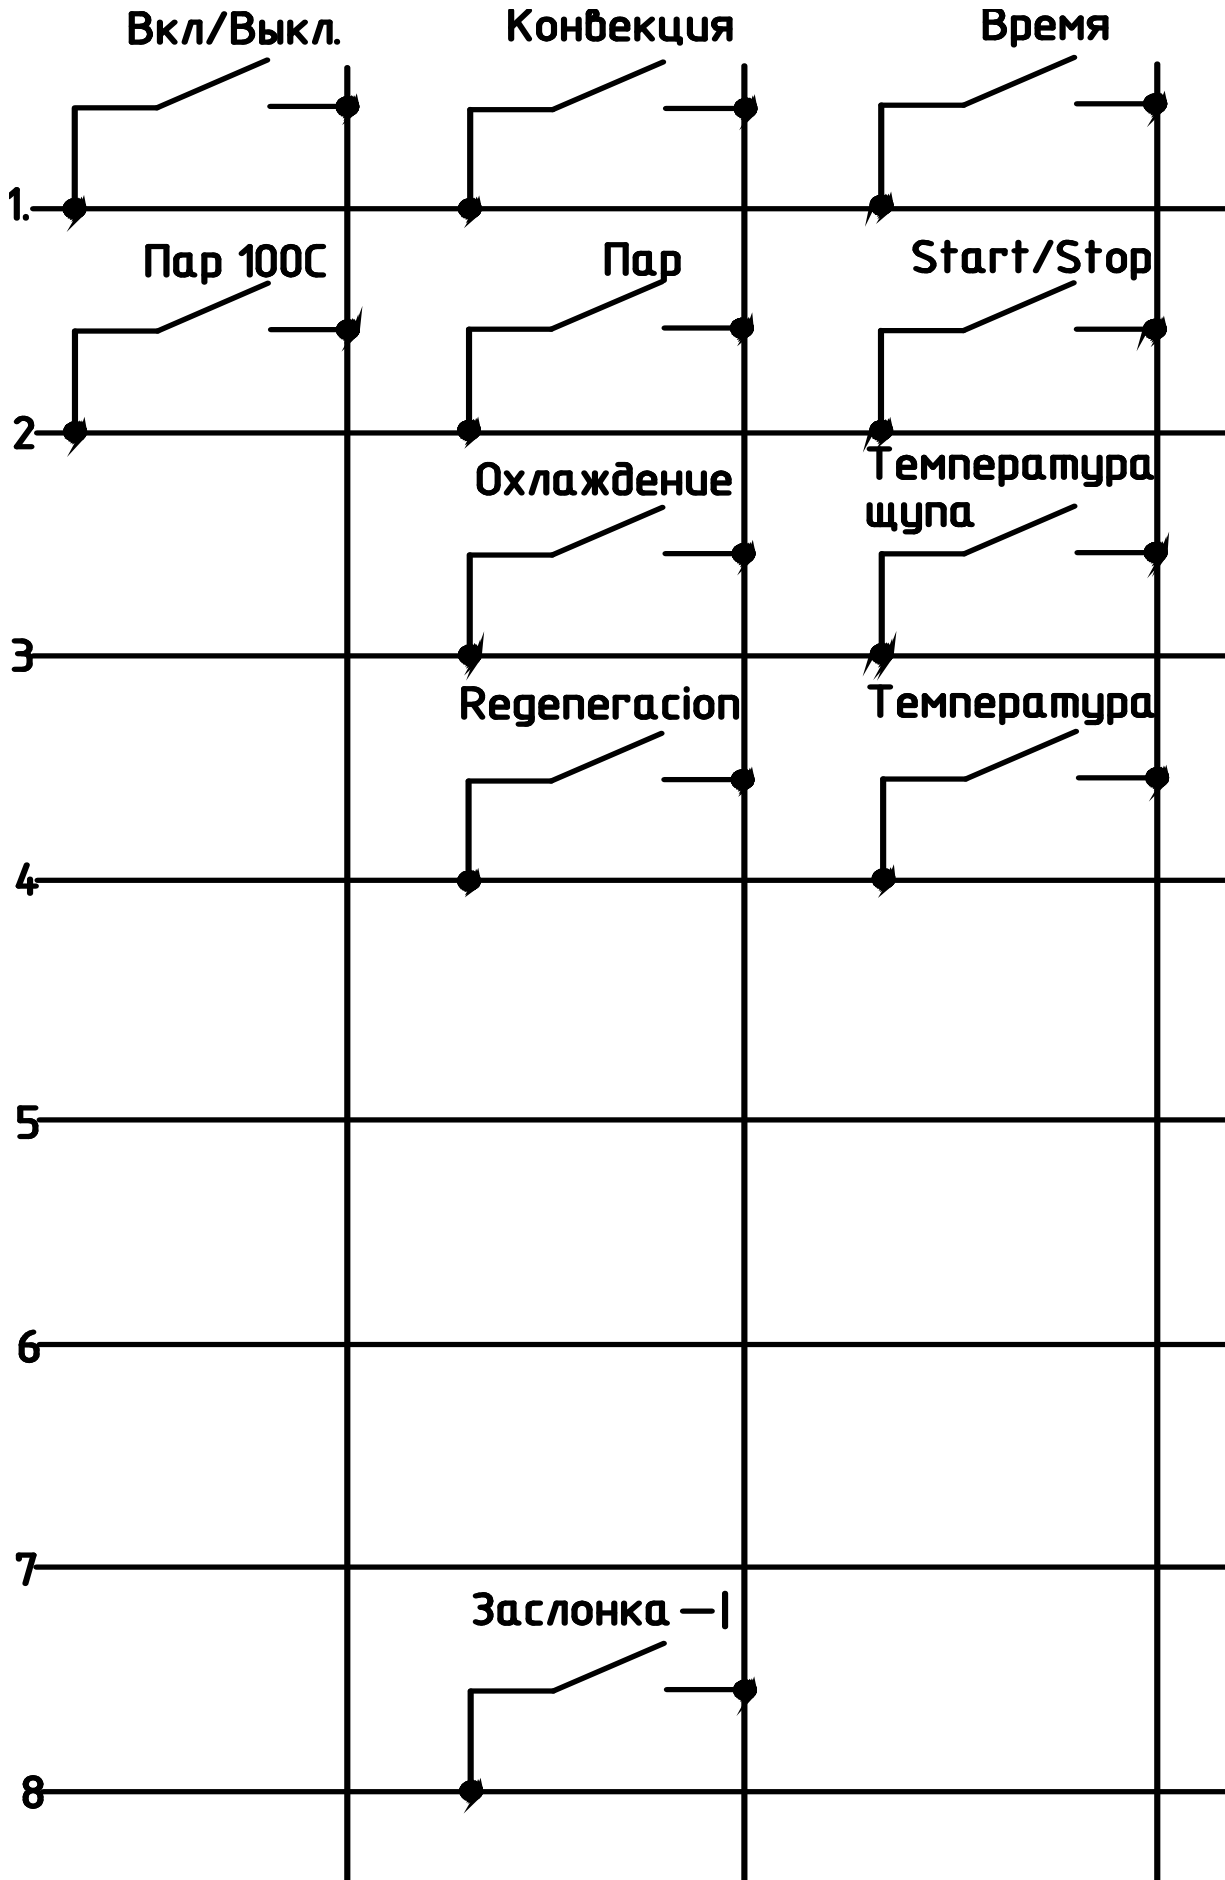 Вкл/Выкл. Конвекция Время
1.
Пар 100С Пар Start/Stop
2
Охлаждение Температура
щупа
3
Regeneracion Температура
4
5
6
7
Заслонка –|
8